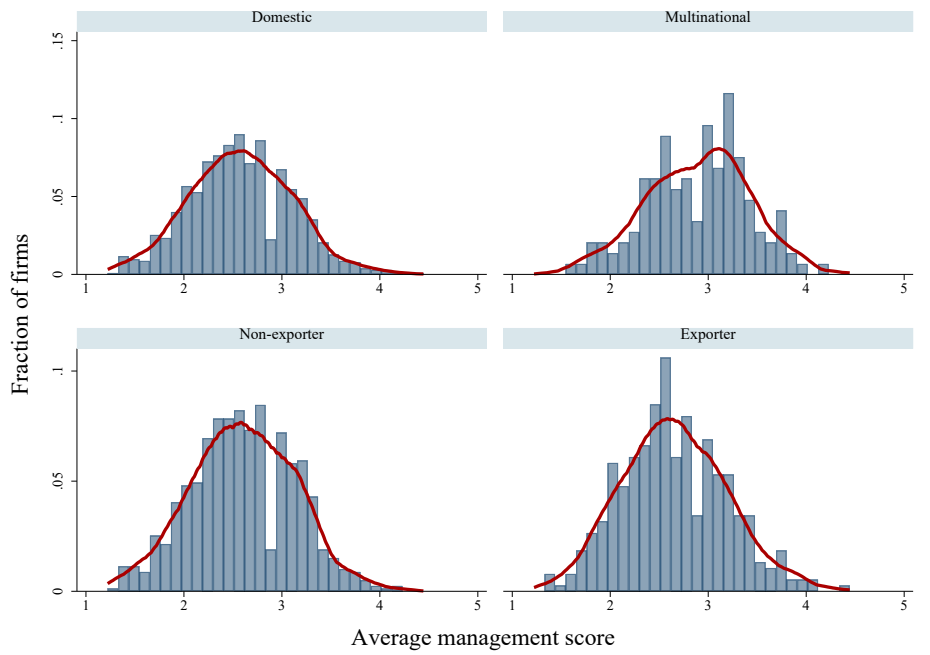 Domestic
Multinational
.15
.1
.05
0
1 2 3 4 5
1 2 3 4 5
Non-exporter
Exporter
.1
.05
0
1 2 3 4 5
1 2 3 4 5
Fraction of firms
Average management score